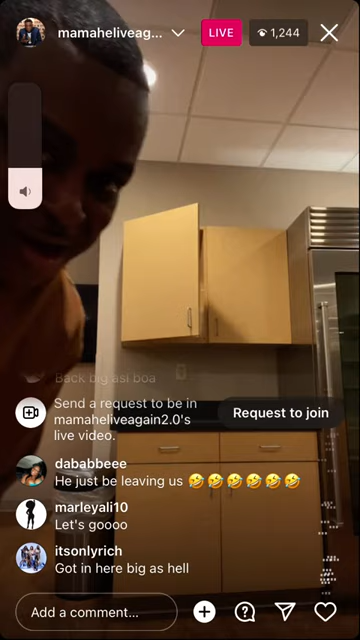 mamaheliveag...
LIVE
1,244
Back big asl boa
Send a request to be in
mamaheliveagain2.0's
live video.
Request to join
dababbeee
He just be leaving us 🤣🤣🤣🤣🤣🤣
marleyali10
Let's goooo
itsonlyrich
Got in here big as hell
Add a comment...